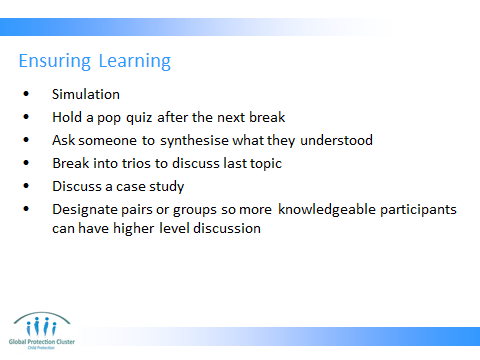 Ensuring Learning
• Simulation
• Hold a pop quiz after the next break
• Ask someone to synthesise what they understood
• Break into trios to discuss last topic
• Discuss a case study
• Designate pairs or groups so more knowledgeable participants
can have higher level discussion
Global Protection Cluster
Child Protection